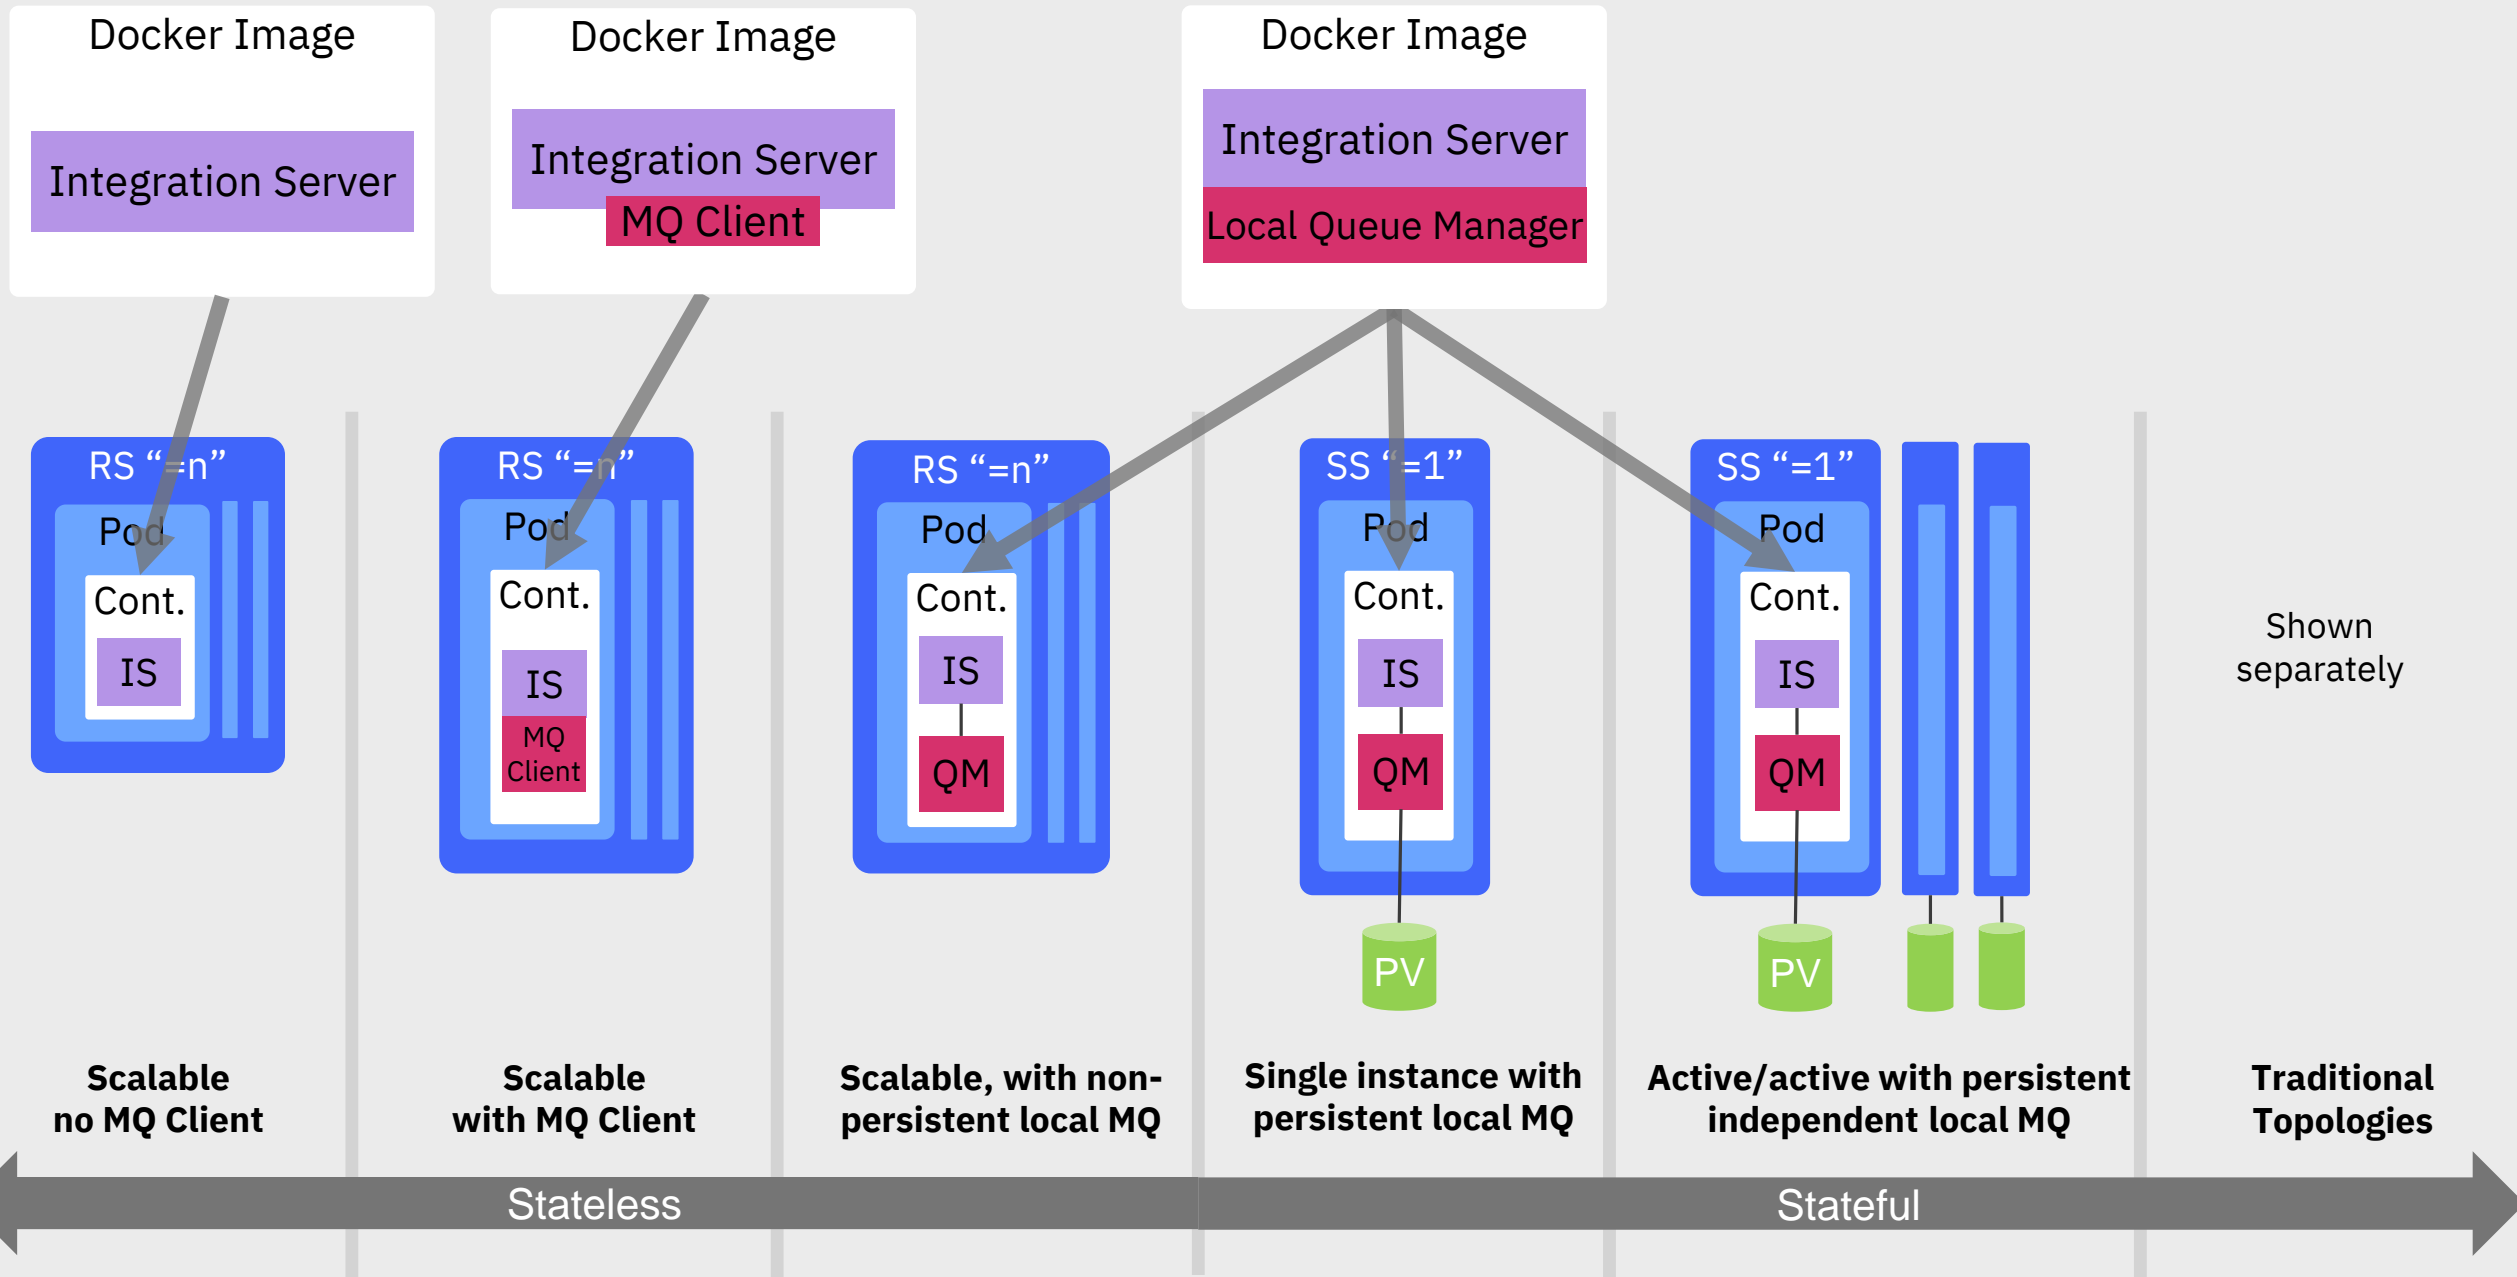 Docker Image
Integration Server
Docker Image
Integration Server
MQ Client
Docker Image
Integration Server
Local Queue Manager
RS “=n”
Pod
Cont.
IS
RS “=n”
Pod
Cont.
IS
MQ
Client
RS “=n”
Pod
Cont.
IS
QM
SS “=1”
Pod
Cont.
IS
QM
PV
SS “=1”
Pod
Cont.
IS
QM
PV
Shown
separately
Scalable
no MQ Client
Scalable
with MQ Client
Scalable, with non-
persistent local MQ
Single instance with
persistent local MQ
Active/active with persistent
independent local MQ
Traditional
Topologies
Stateless
Stateful